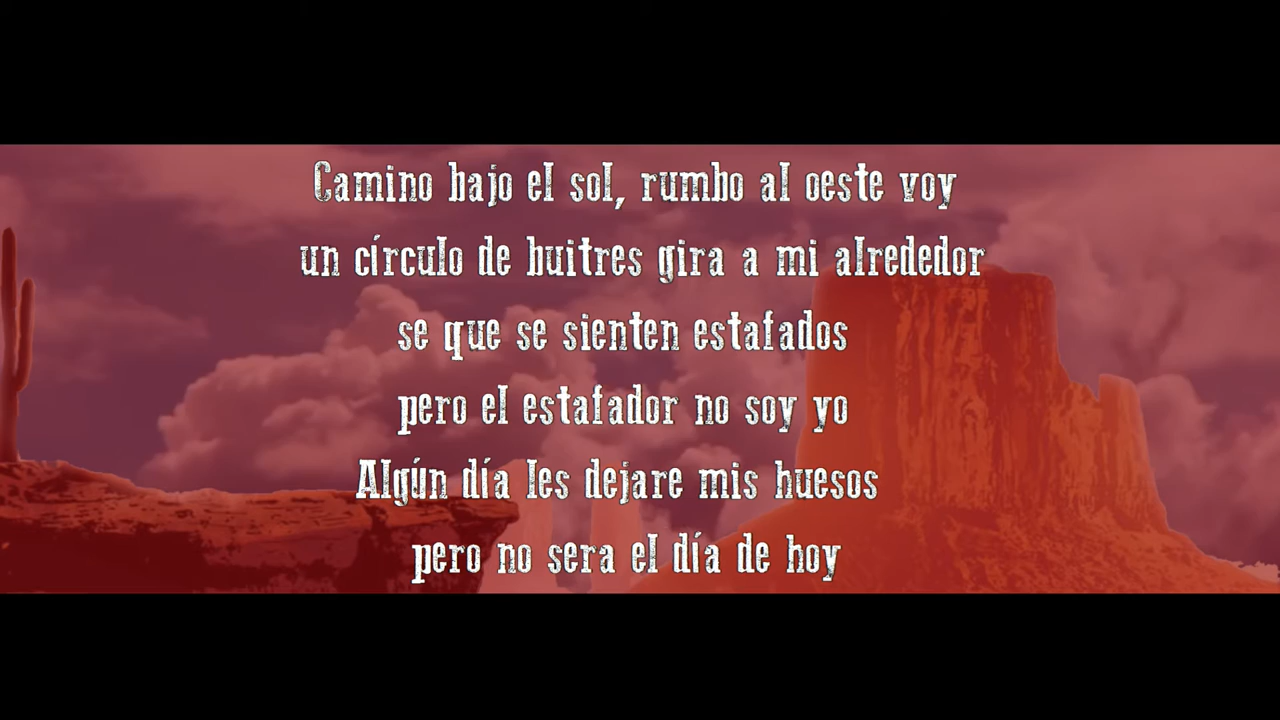 Camino bajo el sol, rumbo al oeste voy
un círculo de buitres gira a mi alrededor
se que se sienten estafados
pero el estafador no soy yo
Algún día les dejare mis huesos
pero no sera el día de hoy